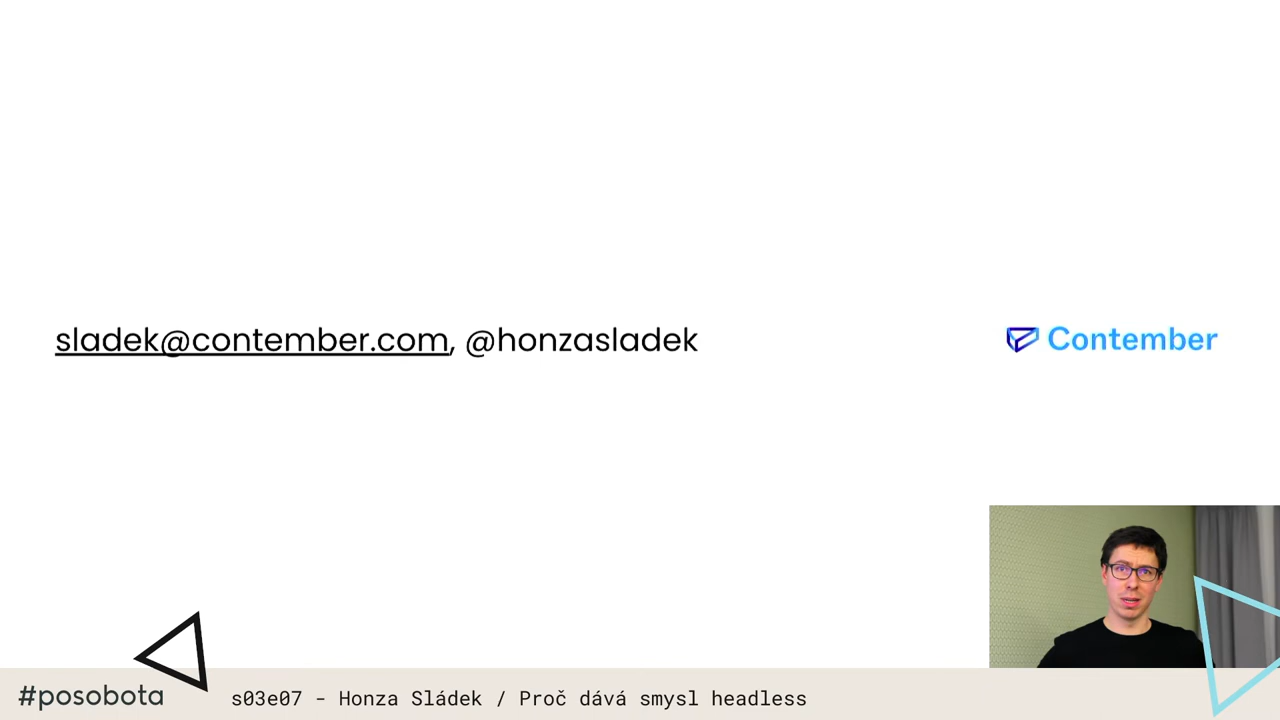 sladek@contember.com, @honzasladek
Contember
#posobota
s03e07 - Honza Sládek / Proč dává smysl headless